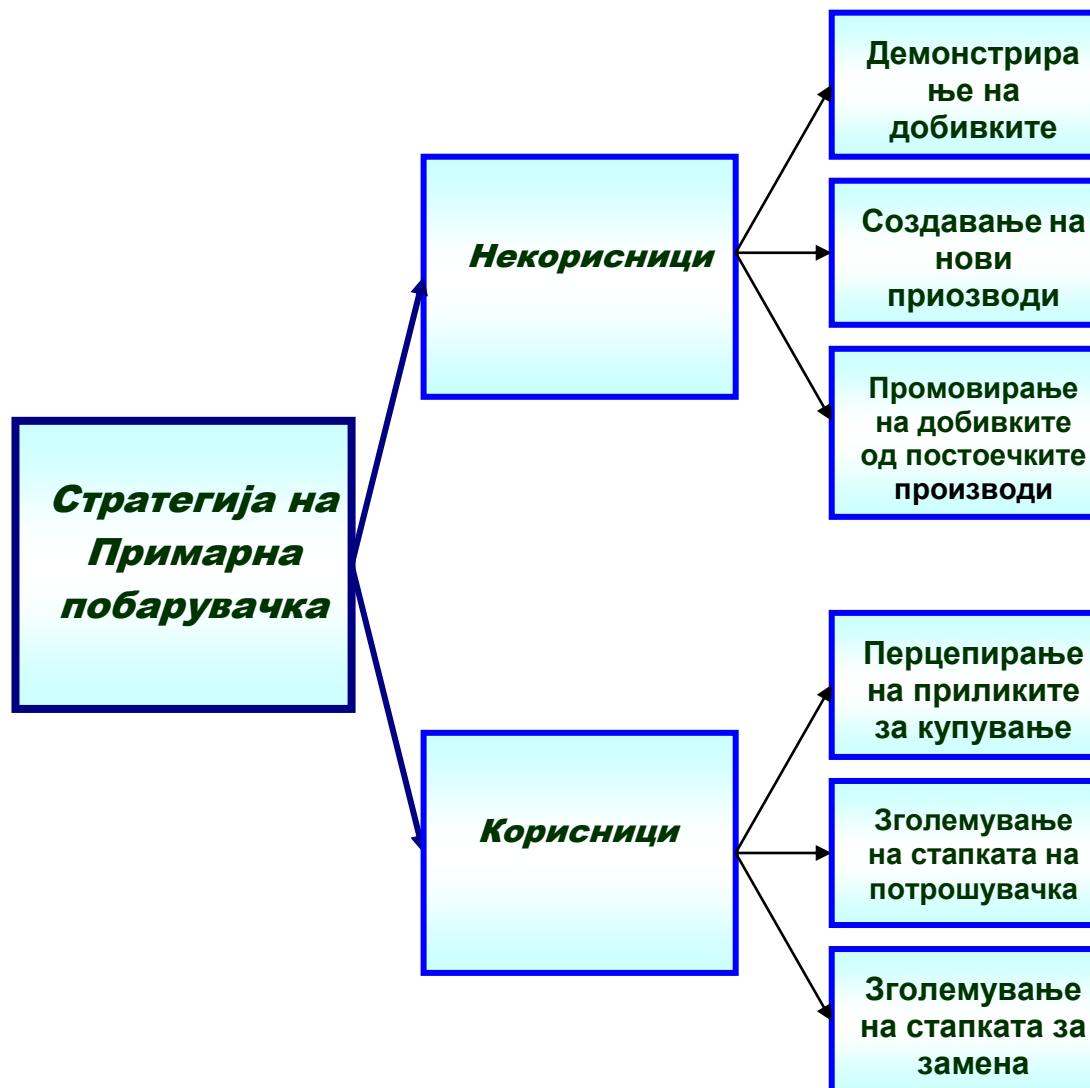 Стратегија на
Примарна
побарувачка
Некорисници
Демонстрира
ње на
добивките
Создавање на
нови
приозводи
Промовирање
на добивките
од постоечките
производи
Корисници
Перцепирање
на приликите
за купување
Зголемување
на стапката на
потрошувачка
Зголемување
на стапката за
замена